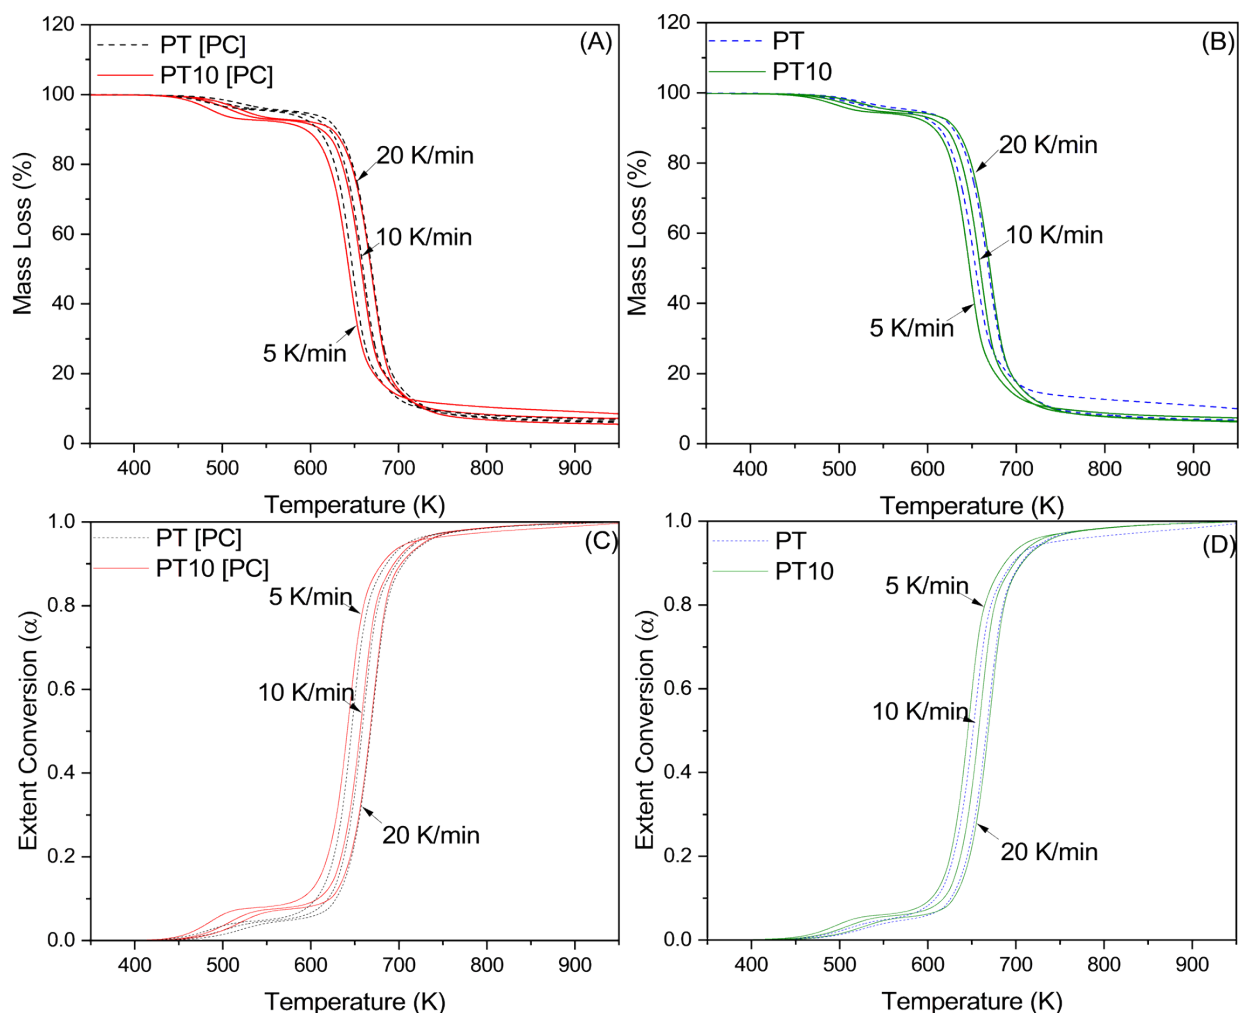 120
100
80
60
40
20
0
Mass Loss (%)
PT [PC]
PT10 [PC]
(A)
20 K/min
10 K/min
5 K/min
400 500 600 700 800 900
Temperature (K)
120
100
80
60
40
20
0
Mass Loss (%)
PT
PT10
(B)
20 K/min
10 K/min
5 K/min
400 500 600 700 800 900
Temperature (K)
1.0
0.8
0.6
0.4
0.2
0.0
Extent Conversion (α)
PT [PC]
PT10 [PC]
(C)
5 K/min
10 K/min
20 K/min
400 500 600 700 800 900
Temperature (K)
1.0
0.8
0.6
0.4
0.2
0.0
Extent Conversion (α)
PT
PT10
(D)
5 K/min
10 K/min
20 K/min
400 500 600 700 800 900
Temperature (K)